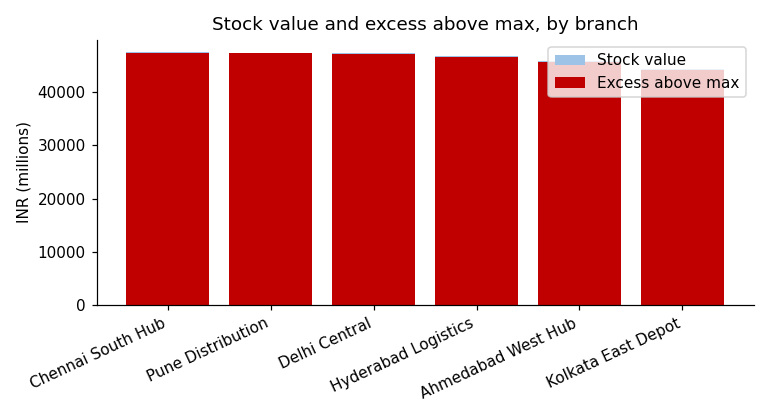 Stock value and excess above max, by branch
Stock value
Excess above max
INR (millions)
40000
30000
20000
10000
0
Chennai South Hub
Pune Distribution
Delhi Central
Hyderabad Logistics
Ahmedabad West Hub
Kolkata East Depot